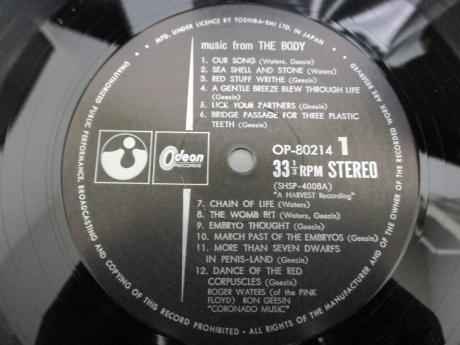 MFD. UNDER LICENCE BY TOSHIBA-EMI LTD. IN JAPAN
music from THE BODY
1. OUR SONG (Waters, Geesin)
2. SEA SHELL AND STONE (Waters)
3. RED STUFF WRITHE (Geesin)
4. A GENTLE BREEZE BLEW THROUGH LIFE
(Geesin)
5. LICK YOUR PARTNERS (Geesin)
6. BRIDGE PASSAGE FOR THREE PLASTIC
TEETH (Geesin)
Odeon
RECORDS
OP-80214 1
33 1/3 RPM STEREO
(SHSP-4008A)
"A HARVEST Recording"
7. CHAIN OF LIFE (Waters)
8. THE WOMB BIT (Waters, Geesin)
9. EMBRYO THOUGHT (Geesin)
10. MARCH PAST OF THE EMBRYOS (Geesin)
11. MORE THAN SEVEN DWARFS
IN PENIS-LAND (Geesin)
12. DANCE OF THE RED
CORPUSCLES (Geesin)
ROGER WATERS (of the PINK
FLOYD) RON GEESIN
"CORONADO MUSIC"
UNAUTHORIZED PUBLIC PERFORMANCE, BROADCASTING AND COPYING OF THIS RECORD PROHIBITED · ALL RIGHTS OF THE MANUFACTURER AND OF THE OWNER OF THE RECORDED WORK ARE RESERVED